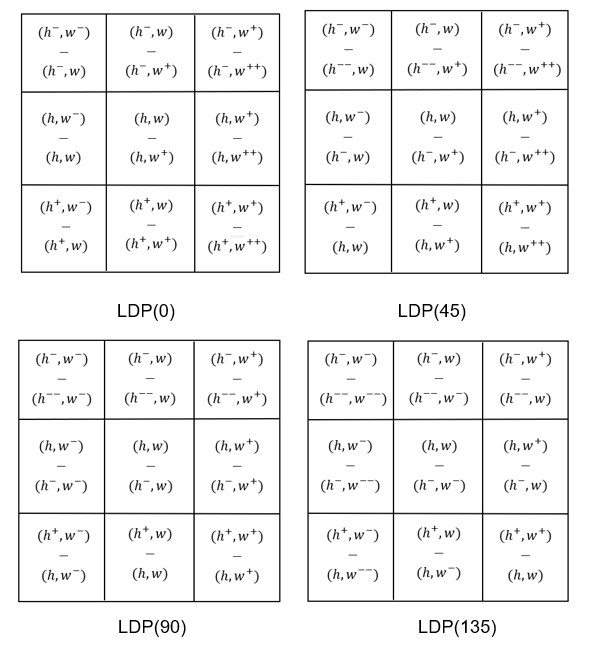 (h⁻,w⁻) (h⁻,w) (h⁻,w⁺)
− − −
(h⁻,w) (h⁻,w⁺) (h⁻,w⁺⁺)
(h,w⁻) (h,w) (h,w⁺)
− − −
(h,w) (h,w⁺) (h,w⁺⁺)
(h⁺,w⁻) (h⁺,w) (h⁺,w⁺)
− − −
(h⁺,w) (h⁺,w⁺) (h⁺,w⁺⁺)
LDP(0)
(h⁻,w⁻) (h⁻,w) (h⁻,w⁺)
− − −
(h⁻⁻,w) (h⁻⁻,w⁺) (h⁻⁻,w⁺⁺)
(h,w⁻) (h,w) (h,w⁺)
− − −
(h⁻,w) (h⁻,w⁺) (h⁻,w⁺⁺)
(h⁺,w⁻) (h⁺,w) (h⁺,w⁺)
− − −
(h,w) (h,w⁺) (h,w⁺⁺)
LDP(45)
(h⁻,w⁻) (h⁻,w) (h⁻,w⁺)
− − −
(h⁻⁻,w⁻) (h⁻⁻,w) (h⁻⁻,w⁺)
(h,w⁻) (h,w) (h,w⁺)
− − −
(h⁻,w⁻) (h⁻,w) (h⁻,w⁺)
(h⁺,w⁻) (h⁺,w) (h⁺,w⁺)
− − −
(h,w⁻) (h,w) (h,w⁺)
LDP(90)
(h⁻,w⁻) (h⁻,w) (h⁻,w⁺)
− − −
(h⁻⁻,w⁻⁻) (h⁻⁻,w⁻) (h⁻⁻,w)
(h,w⁻) (h,w) (h,w⁺)
− − −
(h⁻,w⁻⁻) (h⁻,w⁻) (h⁻,w)
(h⁺,w⁻) (h⁺,w) (h⁺,w⁺)
− − −
(h,w⁻⁻) (h,w⁻) (h,w)
LDP(135)